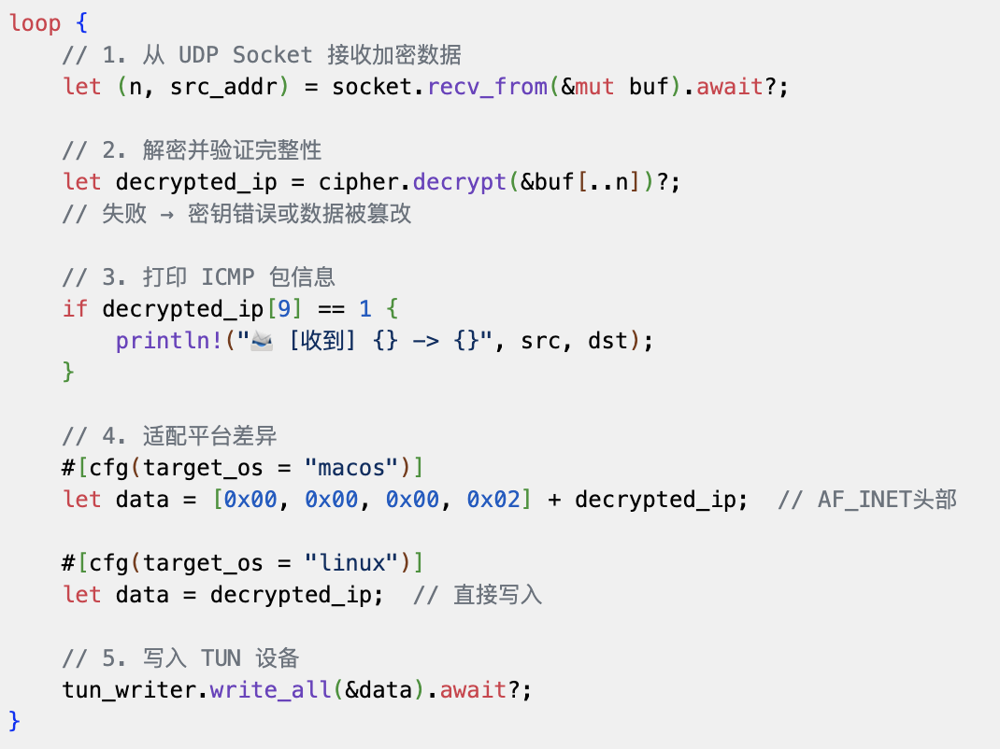 loop {
    // 1. 从 UDP Socket 接收加密数据
    let (n, src_addr) = socket.recv_from(&mut buf).await?;

    // 2. 解密并验证完整性
    let decrypted_ip = cipher.decrypt(&buf[..n])?;
    // 失败 → 密钥错误或数据被篡改

    // 3. 打印 ICMP 包信息
    if decrypted_ip[9] == 1 {
        println!("📨 [收到] {} -> {}", src, dst);
    }

    // 4. 适配平台差异
    #[cfg(target_os = "macos")]
    let data = [0x00, 0x00, 0x00, 0x02] + decrypted_ip;  // AF_INET头部

    #[cfg(target_os = "linux")]
    let data = decrypted_ip;  // 直接写入

    // 5. 写入 TUN 设备
    tun_writer.write_all(&data).await?;
}